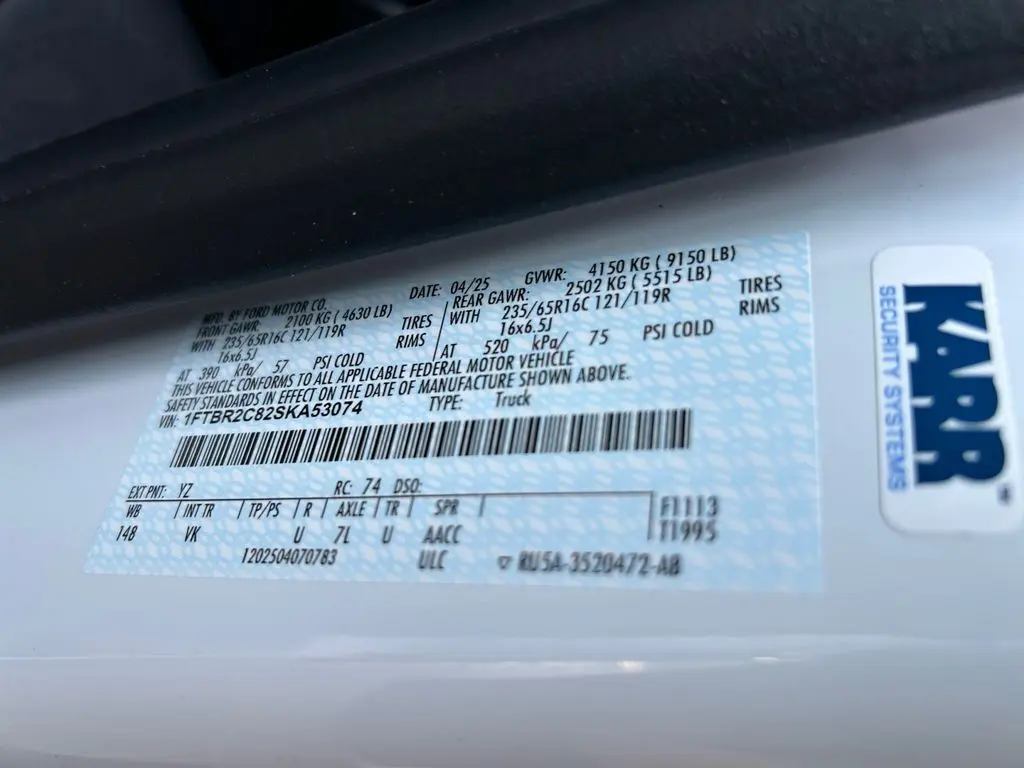 MFD. BY FORD MOTOR CO. DATE: 04/25 GVWR: 4150 KG ( 9150 LB)
FRONT GAWR: 2100 KG ( 4630 LB) REAR GAWR: 2502 KG ( 5515 LB)
WITH 235/65R16C 121/119R TIRES WITH 235/65R16C 121/119R TIRES
16x6.5J RIMS 16x6.5J RIMS
AT 390 kPa/ 57 PSI COLD AT 520 kPa/ 75 PSI COLD
THIS VEHICLE CONFORMS TO ALL APPLICABLE FEDERAL MOTOR VEHICLE
SAFETY STANDARDS IN EFFECT ON THE DATE OF MANUFACTURE SHOWN ABOVE.
VIN: 1FTBR2C82SKA53074 TYPE: Truck
EXT PNT: YZ RC: 74 DSO:
WB INT TR TP/PS R AXLE TR SPR F1113
148 VK U 7L U AACC T1995
1202504070783 ULC ▽ RU5A-3520472-AB
KARR
SECURITY SYSTEMS